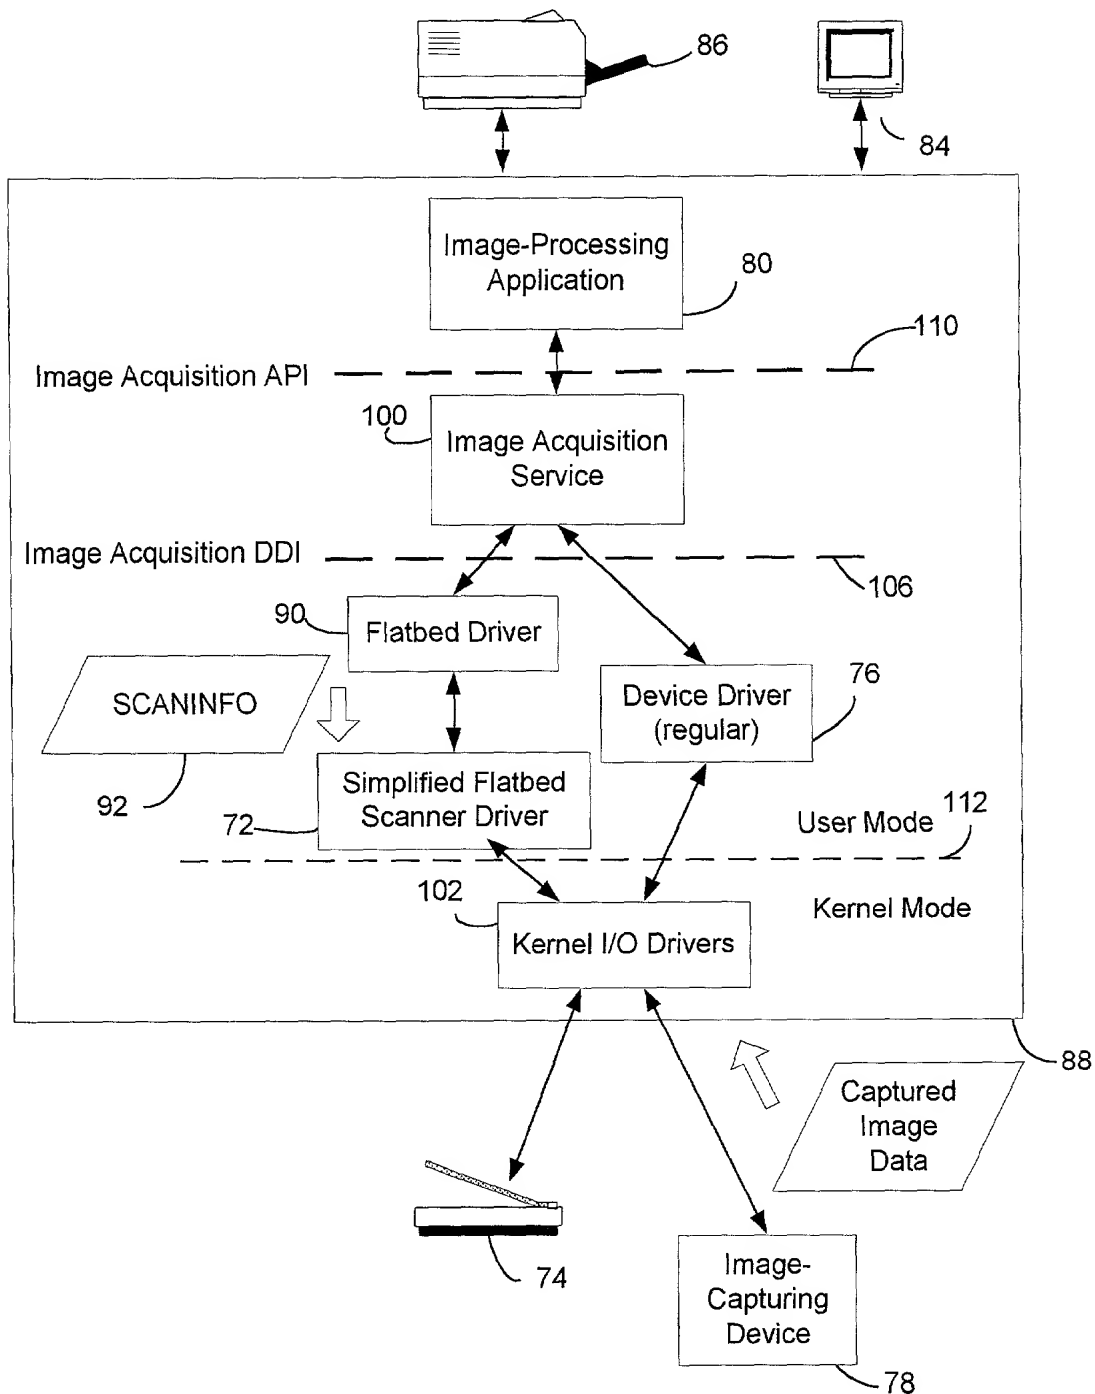 86
84
Image-Processing
Application
80
110
Image Acquisition API
100
Image Acquisition
Service
Image Acquisition DDI
106
90
Flatbed Driver
SCANINFO
Device Driver
(regular)
76
92
Simplified Flatbed
Scanner Driver
72
User Mode
112
102
Kernel Mode
Kernel I/O Drivers
88
Captured
Image
Data
74
Image-
Capturing
Device
78